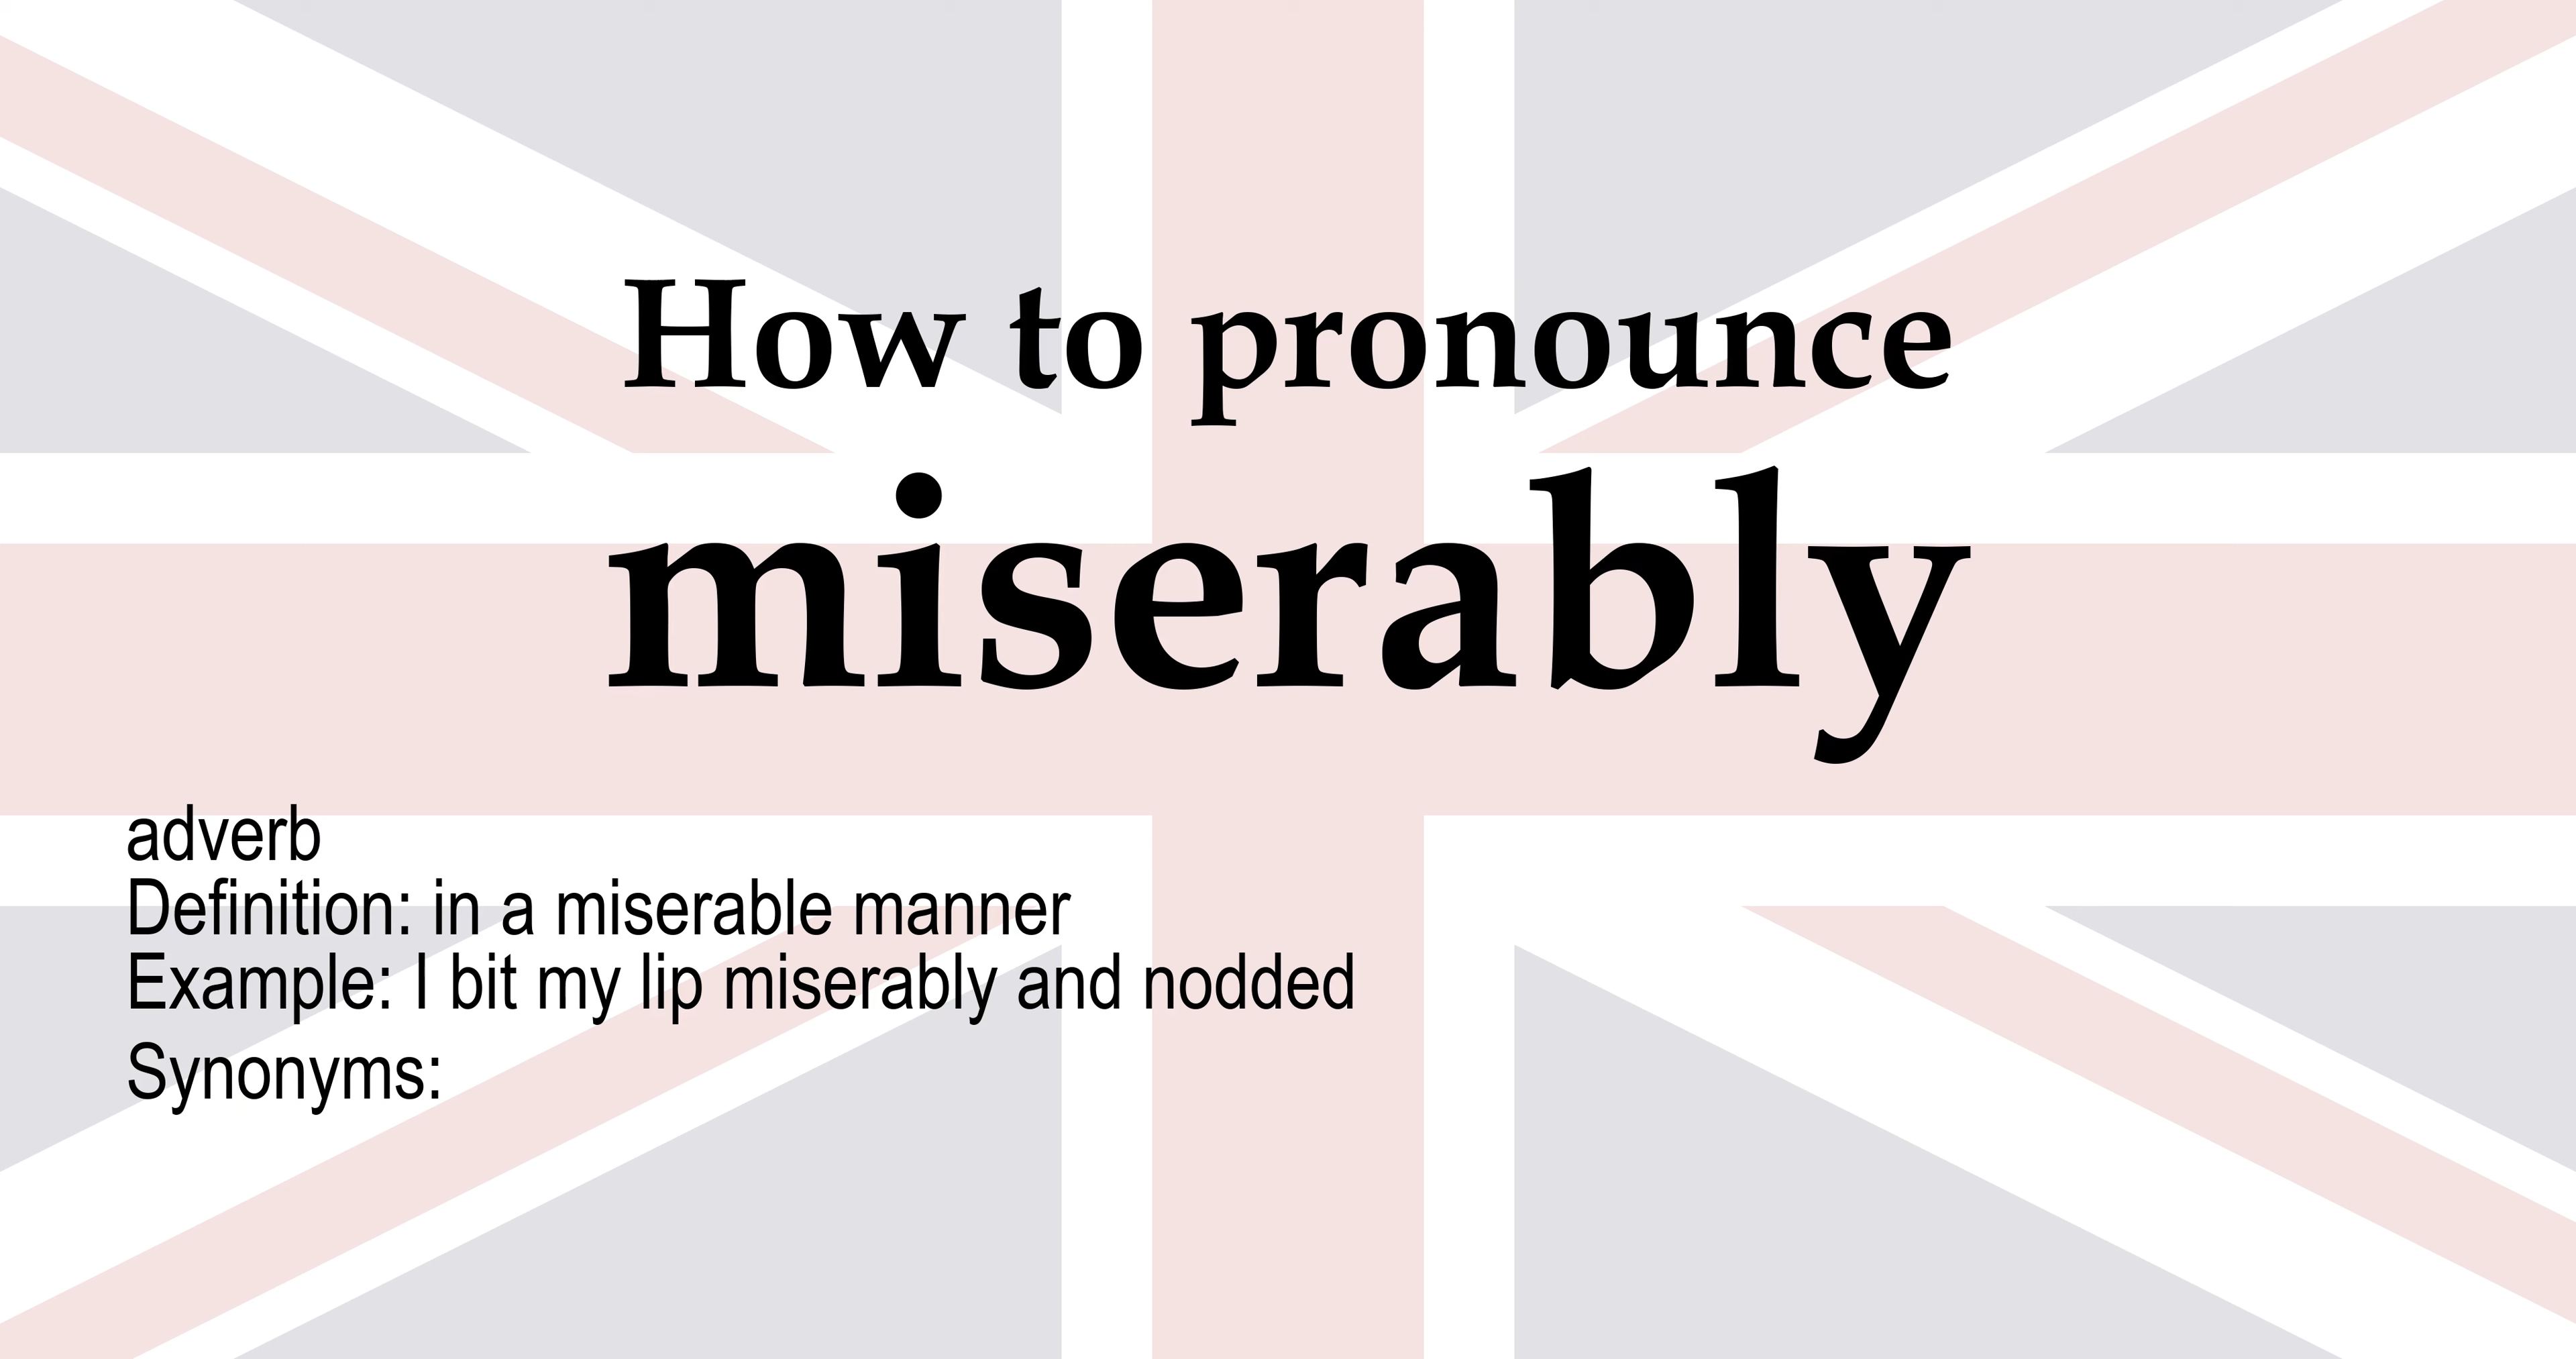 How to pronounce
miserably
adverb
Definition: in a miserable manner
Example: I bit my lip miserably and nodded
Synonyms: